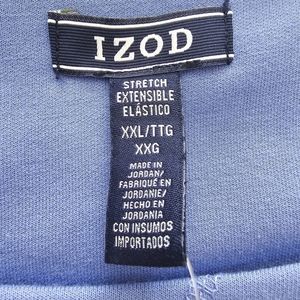 IZOD
STRETCH
EXTENSIBLE
ELÁSTICO
XXL/TTG
XXG
MADE IN
JORDAN/
FABRIQUÉ EN
JORDANIE/
HECHO EN
JORDANIA
CON INSUMOS
IMPORTADOS